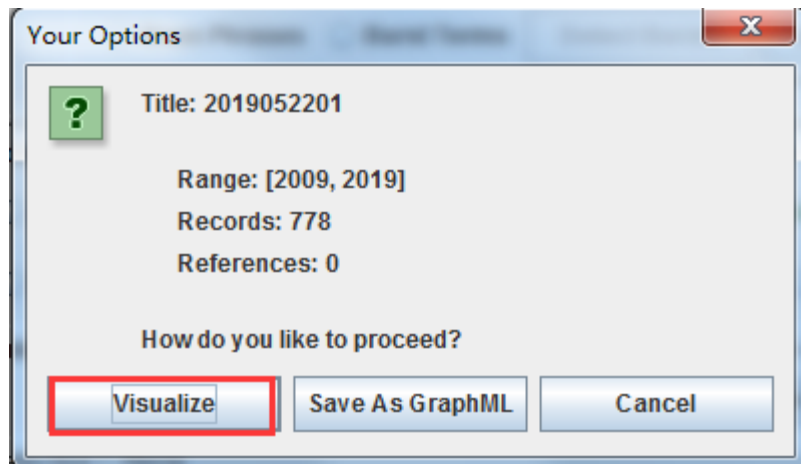 Your Options
Title: 2019052201
Range: [2009, 2019]
Records: 778
References: 0
How do you like to proceed?
Visualize
Save As GraphML
Cancel